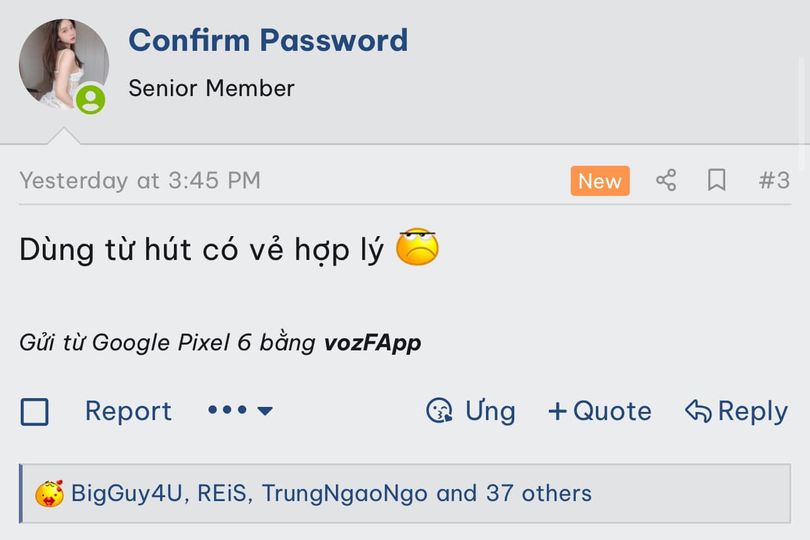 Confirm Password
Senior Member
Yesterday at 3:45 PM New #3
Dùng từ hút có vẻ hợp lý
Gửi từ Google Pixel 6 bằng vozFApp
Report Ưng +Quote Reply
BigGuy4U, REiS, TrungNgaoNgo and 37 others